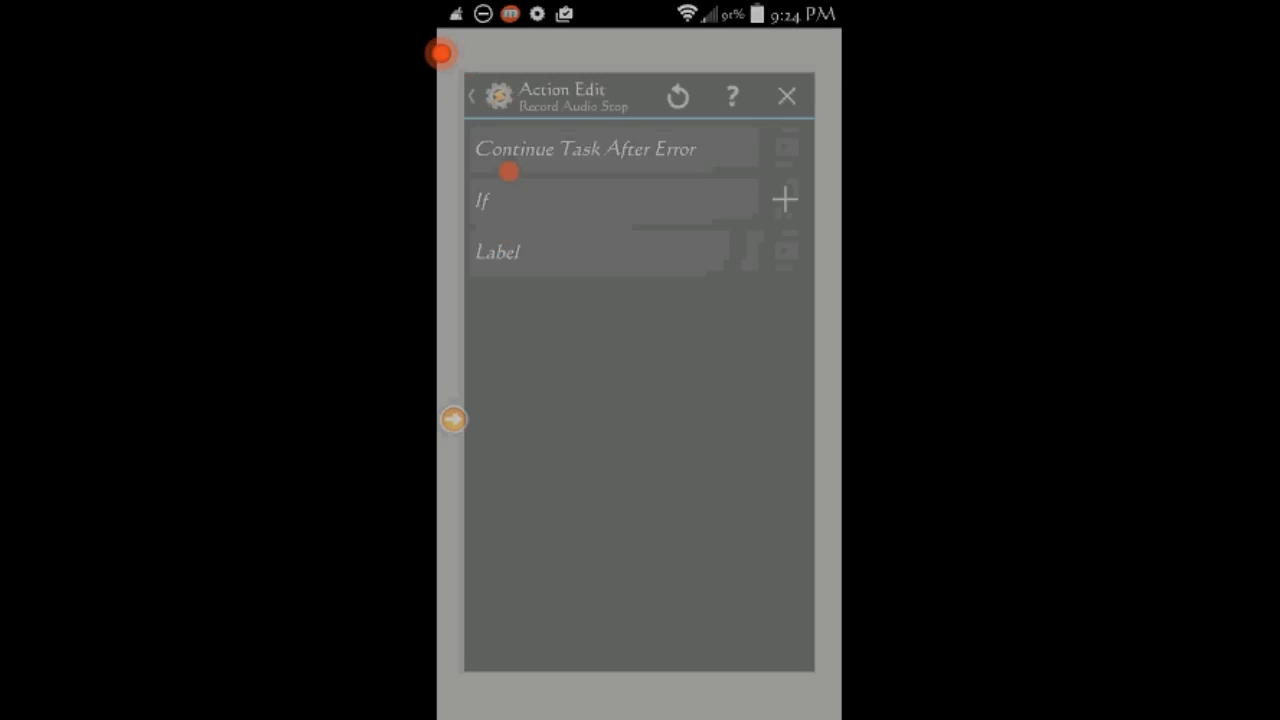 91% 9:24 PM
Action Edit
Record Audio Stop
?
Continue Task After Error
If
Label